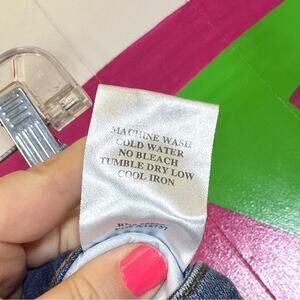 MACHINE WASH
COLD WATER
NO BLEACH
TUMBLE DRY LOW
COOL IRON